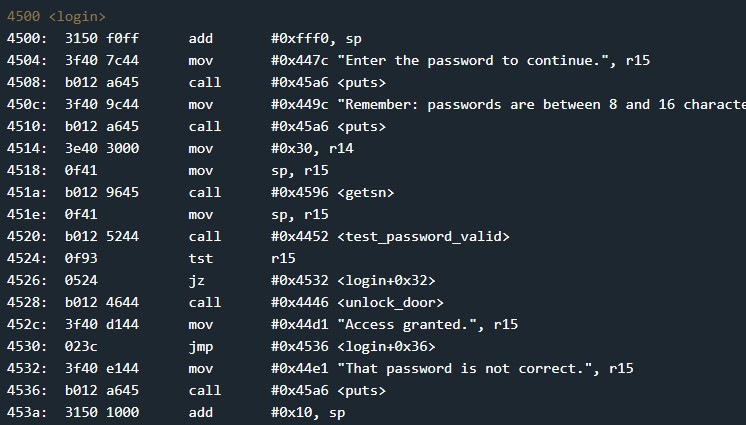 4500 <login>
4500: 3150 f0ff add #0xfff0, sp
4504: 3f40 7c44 mov #0x447c "Enter the password to continue.", r15
4508: b012 a645 call #0x45a6 <puts>
450c: 3f40 9c44 mov #0x449c "Remember: passwords are between 8 and 16 characte
4510: b012 a645 call #0x45a6 <puts>
4514: 3e40 3000 mov #0x30, r14
4518: 0f41 mov sp, r15
451a: b012 9645 call #0x4596 <getsn>
451e: 0f41 mov sp, r15
4520: b012 5244 call #0x4452 <test_password_valid>
4524: 0f93 tst r15
4526: 0524 jz #0x4532 <login+0x32>
4528: b012 4644 call #0x4446 <unlock_door>
452c: 3f40 d144 mov #0x44d1 "Access granted.", r15
4530: 023c jmp #0x4536 <login+0x36>
4532: 3f40 e144 mov #0x44e1 "That password is not correct.", r15
4536: b012 a645 call #0x45a6 <puts>
453a: 3150 1000 add #0x10, sp